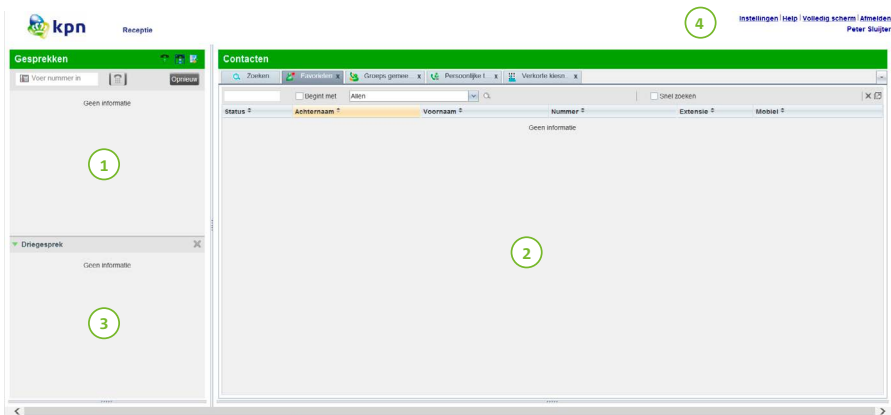 kpn
Receptie
4
Instellingen | Help | Volledig scherm | Afmelden
Peter Sluijter
Gesprekken
Voer nummer in
Opnieuw
Geen informatie
1
Driegesprek
Geen informatie
3
Contacten
Zoeken Favorieten x Groeps gemee... x Persoonlijke t... x Verkorte kiesc... x
Begint met Allen Snel zoeken
Status Achternaam Voornaam Nummer Extensie Mobiel
Geen informatie
2